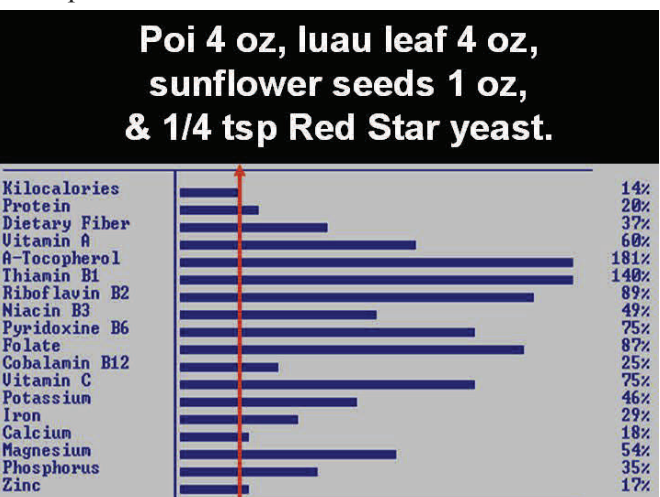 Poi 4 oz, luau leaf 4 oz,
sunflower seeds 1 oz,
& 1/4 tsp Red Star yeast.
Kilocalories 14%
Protein 20%
Dietary Fiber 37%
Vitamin A 60%
A-Tocopherol 181%
Thiamin B1 140%
Riboflavin B2 89%
Niacin B3 49%
Pyridoxine B6 75%
Folate 87%
Cobalamin B12 25%
Vitamin C 75%
Potassium 46%
Iron 29%
Calcium 18%
Magnesium 54%
Phosphorus 35%
Zinc 17%